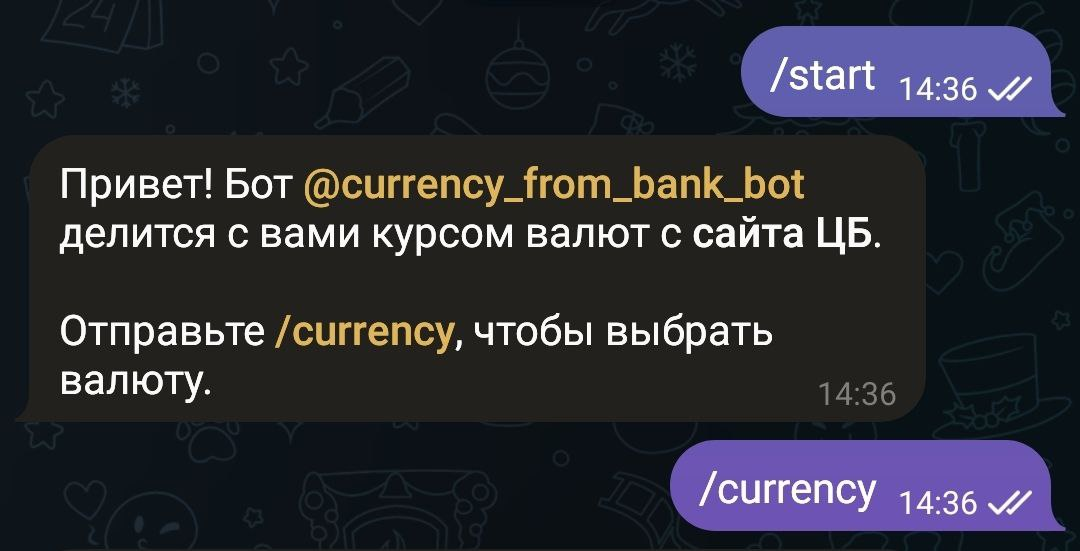 /start 14:36
Привет! Бот @currency_from_bank_bot
делится с вами курсом валют с сайта ЦБ.
Отправьте /currency, чтобы выбрать
валюту.
14:36
/currency 14:36